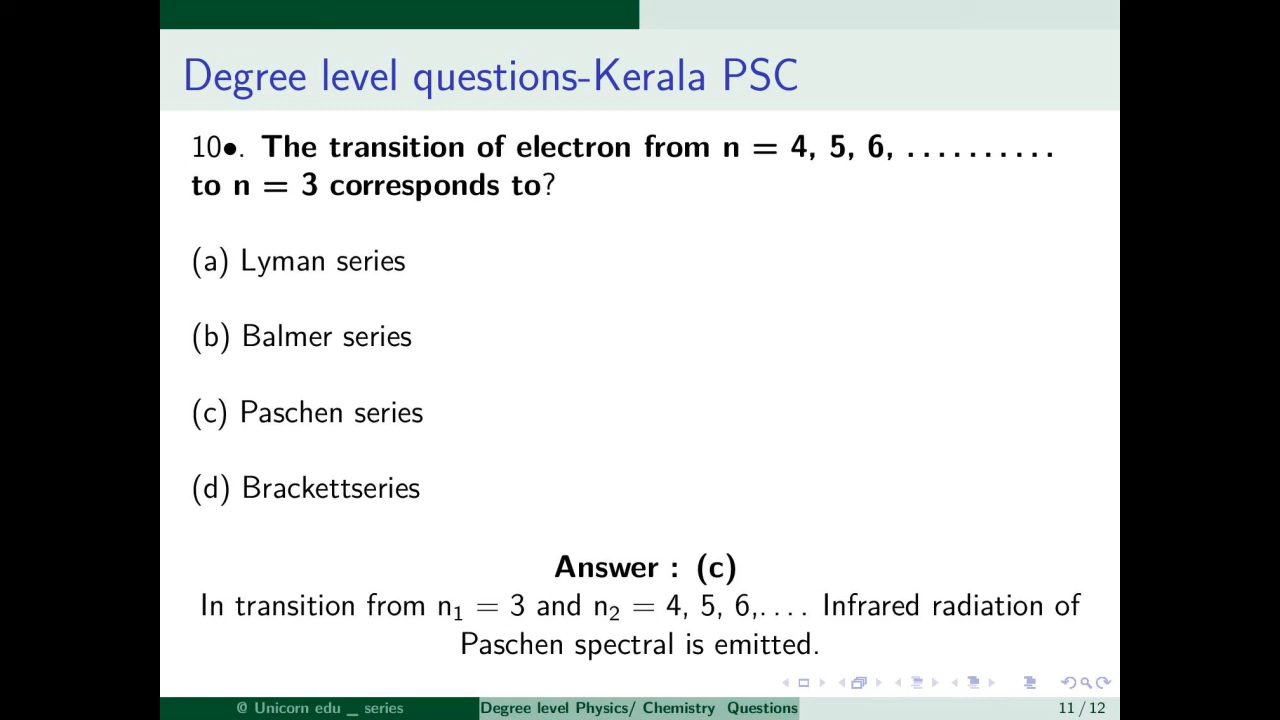 Degree level questions-Kerala PSC
10•. The transition of electron from n = 4, 5, 6, ..........
to n = 3 corresponds to?
(a) Lyman series
(b) Balmer series
(c) Paschen series
(d) Brackettseries
Answer : (c)
In transition from n₁ = 3 and n₂ = 4, 5, 6,.... Infrared radiation of
Paschen spectral is emitted.
@ Unicorn edu _ series Degree level Physics/ Chemistry Questions 11 / 12